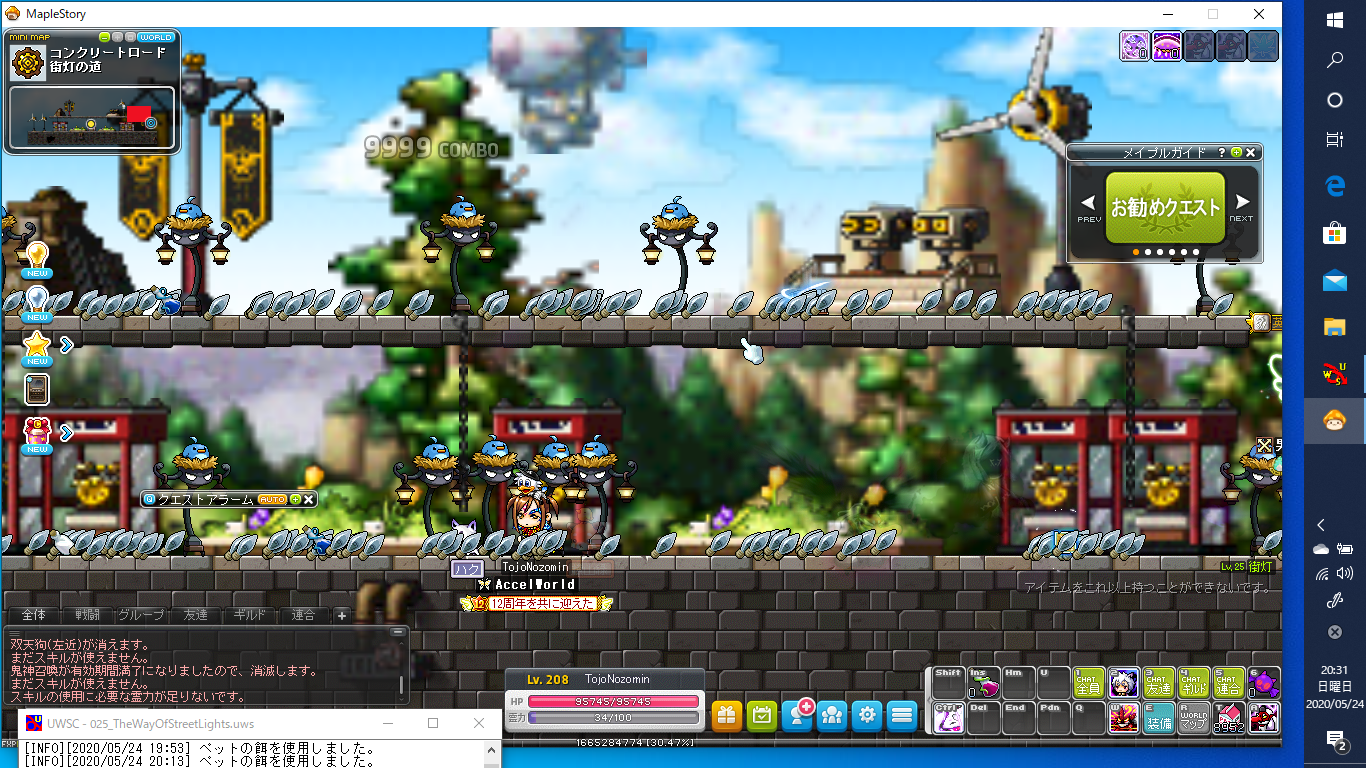 MapleStory
MINI MAP
WORLD
コンクリートロード
街灯の道
9999 COMBO
メイプルガイド ?
PREV
お勧めクエスト
NEXT
NEW
NEW
NEW
NEW
クエストアラーム AUTO
ハク
TojoNozomin
AccelWorld
12周年を共に迎えた
Lv.25 街灯
アイテムをこれ以上持つことができないです。
全体 戦闘 グループ 友達 ギルド 連合 +
双天狗(左近)が消えます。
まだスキルが使えません。
鬼神召喚が有効期間満了になりましたので、消滅します。
まだスキルが使えません。
スキルの使用に必要な霊力が足りないです。
Lv. 208 TojoNozomin
HP 95745/95745
霊力 34/100
1665284774 [30.47%]
Shift Ins Hm U 1 CHAT 全員 2 3 CHAT 友達 4 CHAT ギルド 5 CHAT 連合 6
Ctrl Del End Pdn Q W E 装備 R WORLD マップ
UWSC - 025_TheWayOfStreetLights.uws
[INFO][2020/05/24 19:53] ペットの餌を使用しました。
[INFO][2020/05/24 20:13] ペットの餌を使用しました。
20:31
日曜日
2020/05/24
2